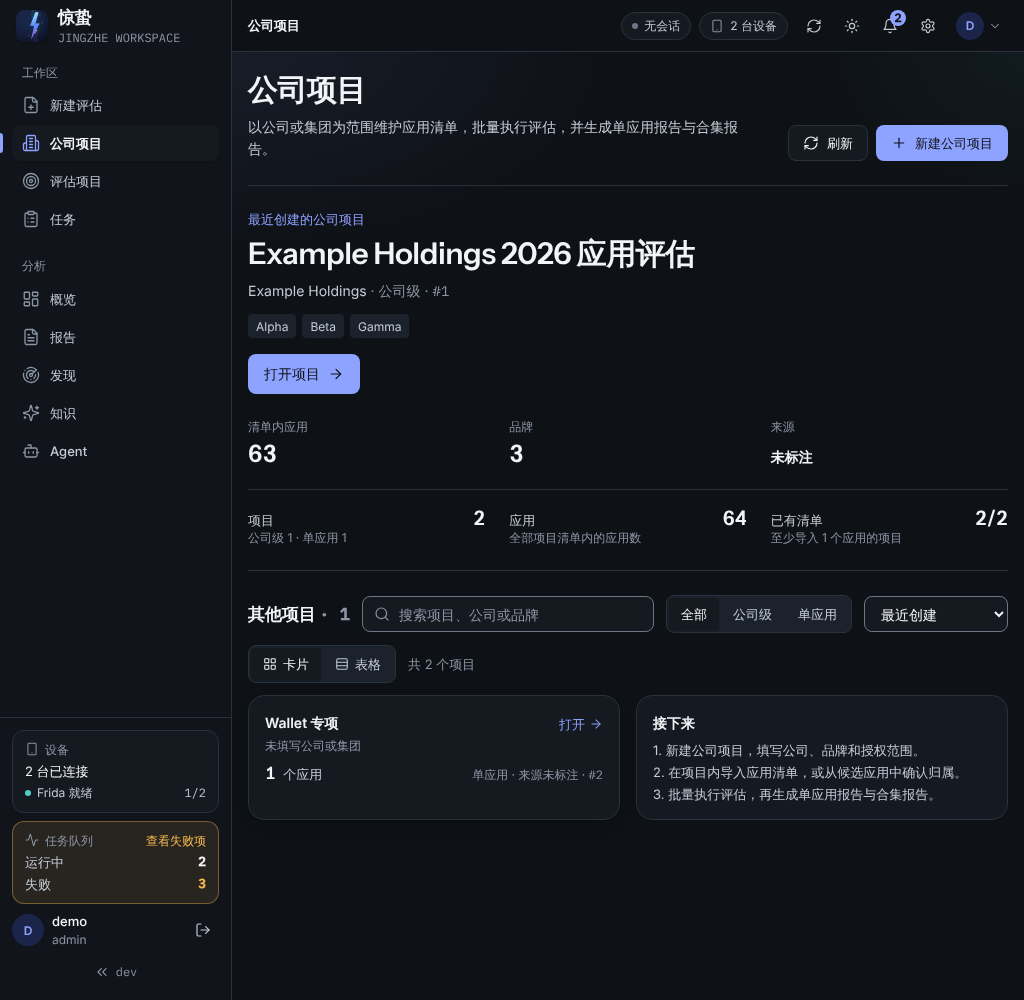 惊蛰
JINGZHE WORKSPACE
工作区
新建评估
公司项目
评估项目
任务
分析
概览
报告
发现
知识
Agent
设备
2 台已连接
Frida 就绪 1/2
任务队列 查看失败项
运行中 2
失败 3
D
demo
admin
dev
公司项目
无会话
2 台设备
2
D
公司项目
以公司或集团为范围维护应用清单，批量执行评估，并生成单应用报告与合集报
告。
刷新
新建公司项目
最近创建的公司项目
Example Holdings 2026 应用评估
Example Holdings · 公司级 · #1
Alpha Beta Gamma
打开项目
清单内应用 品牌 来源
63 3 未标注
项目 2 应用 64 已有清单 2/2
公司级 1 · 单应用 1 全部项目清单内的应用数 至少导入 1 个应用的项目
其他项目 · 1 搜索项目、公司或品牌 全部 公司级 单应用 最近创建
卡片 表格 共 2 个项目
Wallet 专项 打开
未填写公司或集团
1 个应用 单应用 · 来源未标注 · #2
接下来
1. 新建公司项目，填写公司、品牌和授权范围。
2. 在项目内导入应用清单，或从候选应用中确认归属。
3. 批量执行评估，再生成单应用报告与合集报告。